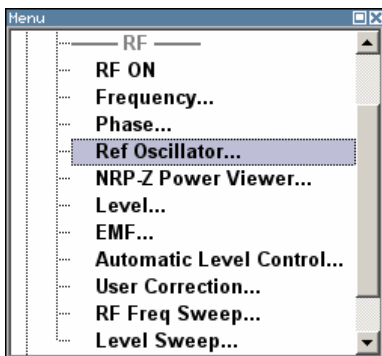 Menu
RF
RF ON
Frequency...
Phase...
Ref Oscillator...
NRP-Z Power Viewer...
Level...
EMF...
Automatic Level Control...
User Correction...
RF Freq Sweep...
Level Sweep...